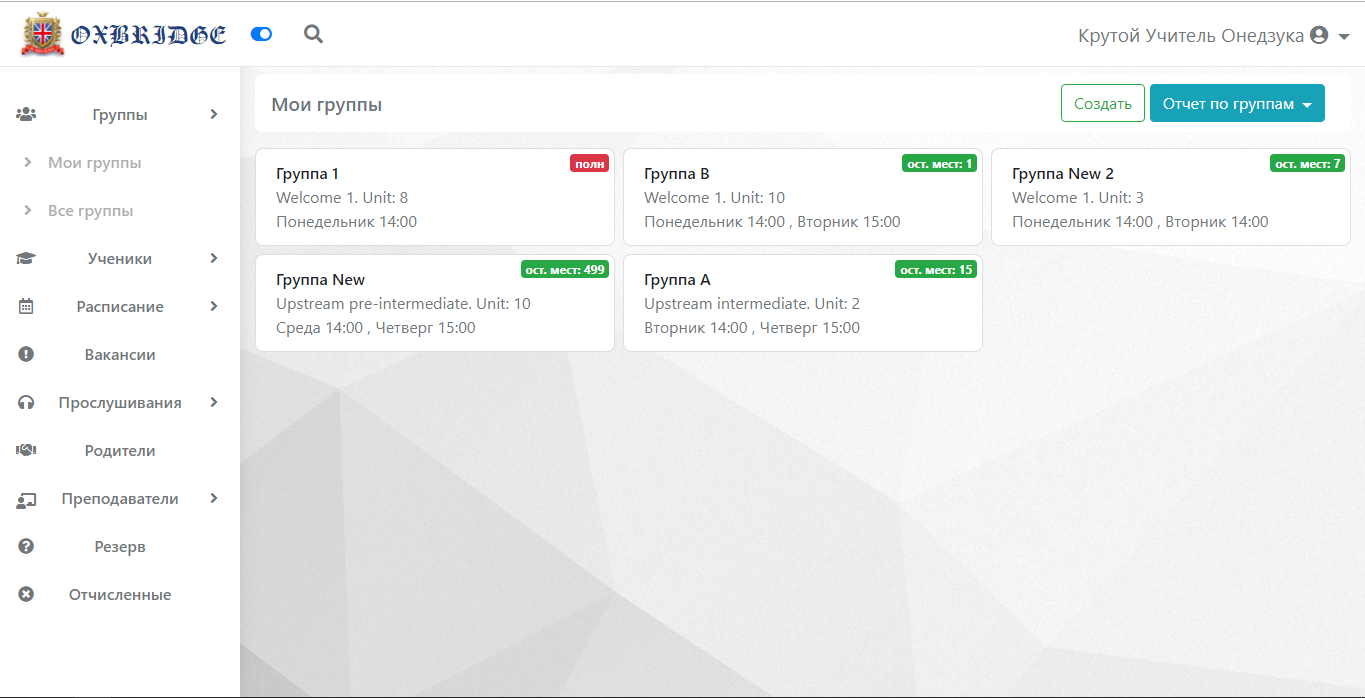 OXBRIDGE
Крутой Учитель Онедзука
Группы
Мои группы
Все группы
Ученики
Расписание
Вакансии
Прослушивания
Родители
Преподаватели
Резерв
Отчисленные
Мои группы
Создать
Отчет по группам
Группа 1
полн
Welcome 1. Unit: 8
Понедельник 14:00
Группа B
ост. мест: 1
Welcome 1. Unit: 10
Понедельник 14:00 , Вторник 15:00
Группа New 2
ост. мест: 7
Welcome 1. Unit: 3
Понедельник 14:00 , Вторник 14:00
Группа New
ост. мест: 499
Upstream pre-intermediate. Unit: 10
Среда 14:00 , Четверг 15:00
Группа A
ост. мест: 15
Upstream intermediate. Unit: 2
Вторник 14:00 , Четверг 15:00